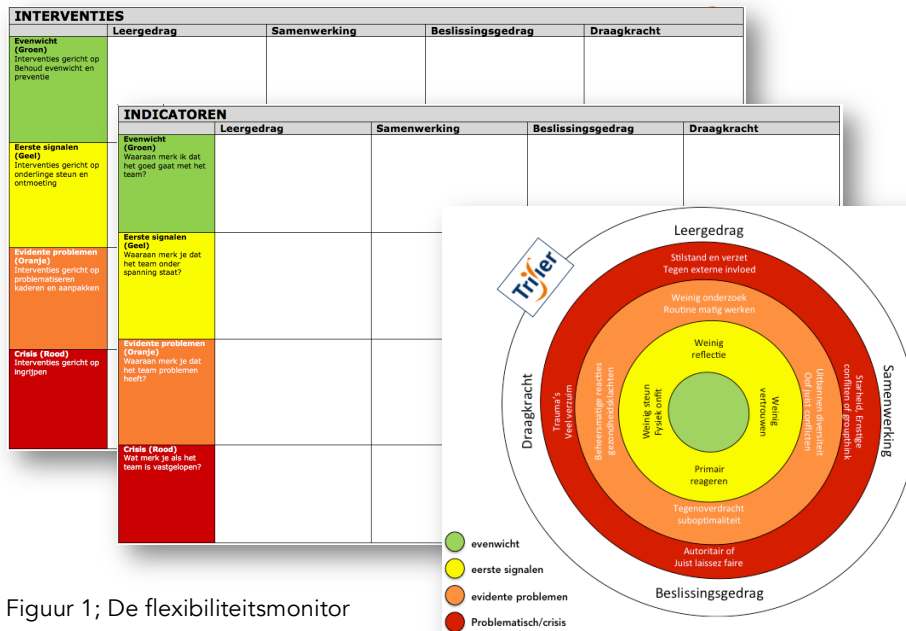 INTERVENTIES
Leergedrag Samenwerking Beslissingsgedrag Draagkracht
Evenwicht
(Groen)
Interventies gericht op
Behoud evenwicht en
preventie
Eerste signalen
(Geel)
Interventies gericht op
onderlinge steun en
ontmoeting
Evidente problemen
(Oranje)
Interventies gericht op
problematiseren
kaderen en aanpakken
Crisis (Rood)
Interventies gericht op
ingrijpen
INDICATOREN
Leergedrag Samenwerking Beslissingsgedrag Draagkracht
Evenwicht
(Groen)
Waaraan merk ik dat
het goed gaat met het
team?
Eerste signalen
(Geel)
Waaraan merk je dat
het team onder
spanning staat?
Evidente problemen
(Oranje)
Waaraan merk je dat
het team problemen
heeft?
Crisis (Rood)
Wat merk je als het
team is vastgelopen?
Trifier
Leergedrag
Stilstand en verzet
Tegen externe invloed
Weinig onderzoek
Routine matig werken
Weinig
reflectie
Draagkracht
Trauma's
Veel verzuim
Beheersmatige reacties
gezondheidsklachten
Weinig steun
Fysiek onfit
Weinig
vertrouwen
Uitbannen diversiteit
Oof juist conflicten
Starheid, Ernstige
confliten of groupthink
Samenwerking
Primair
reageren
Tegenoverdracht
suboptimaliteit
Autoritair of
Juist laissez faire
Beslissingsgedrag
evenwicht
eerste signalen
evidente problemen
Problematisch/crisis
Figuur 1; De flexibiliteitsmonitor